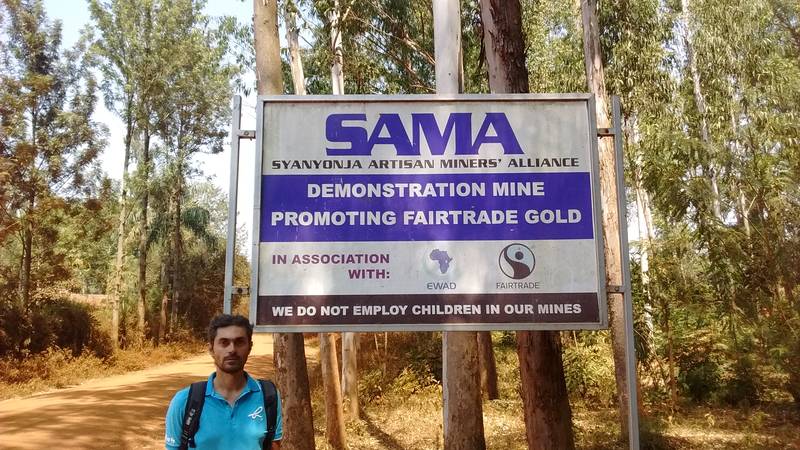 SAMA
SYANYONJA ARTISAN MINERS' ALLIANCE
DEMONSTRATION MINE
PROMOTING FAIRTRADE GOLD
IN ASSOCIATION
WITH:
EWAD
FAIRTRADE
WE DO NOT EMPLOY CHILDREN IN OUR MINES